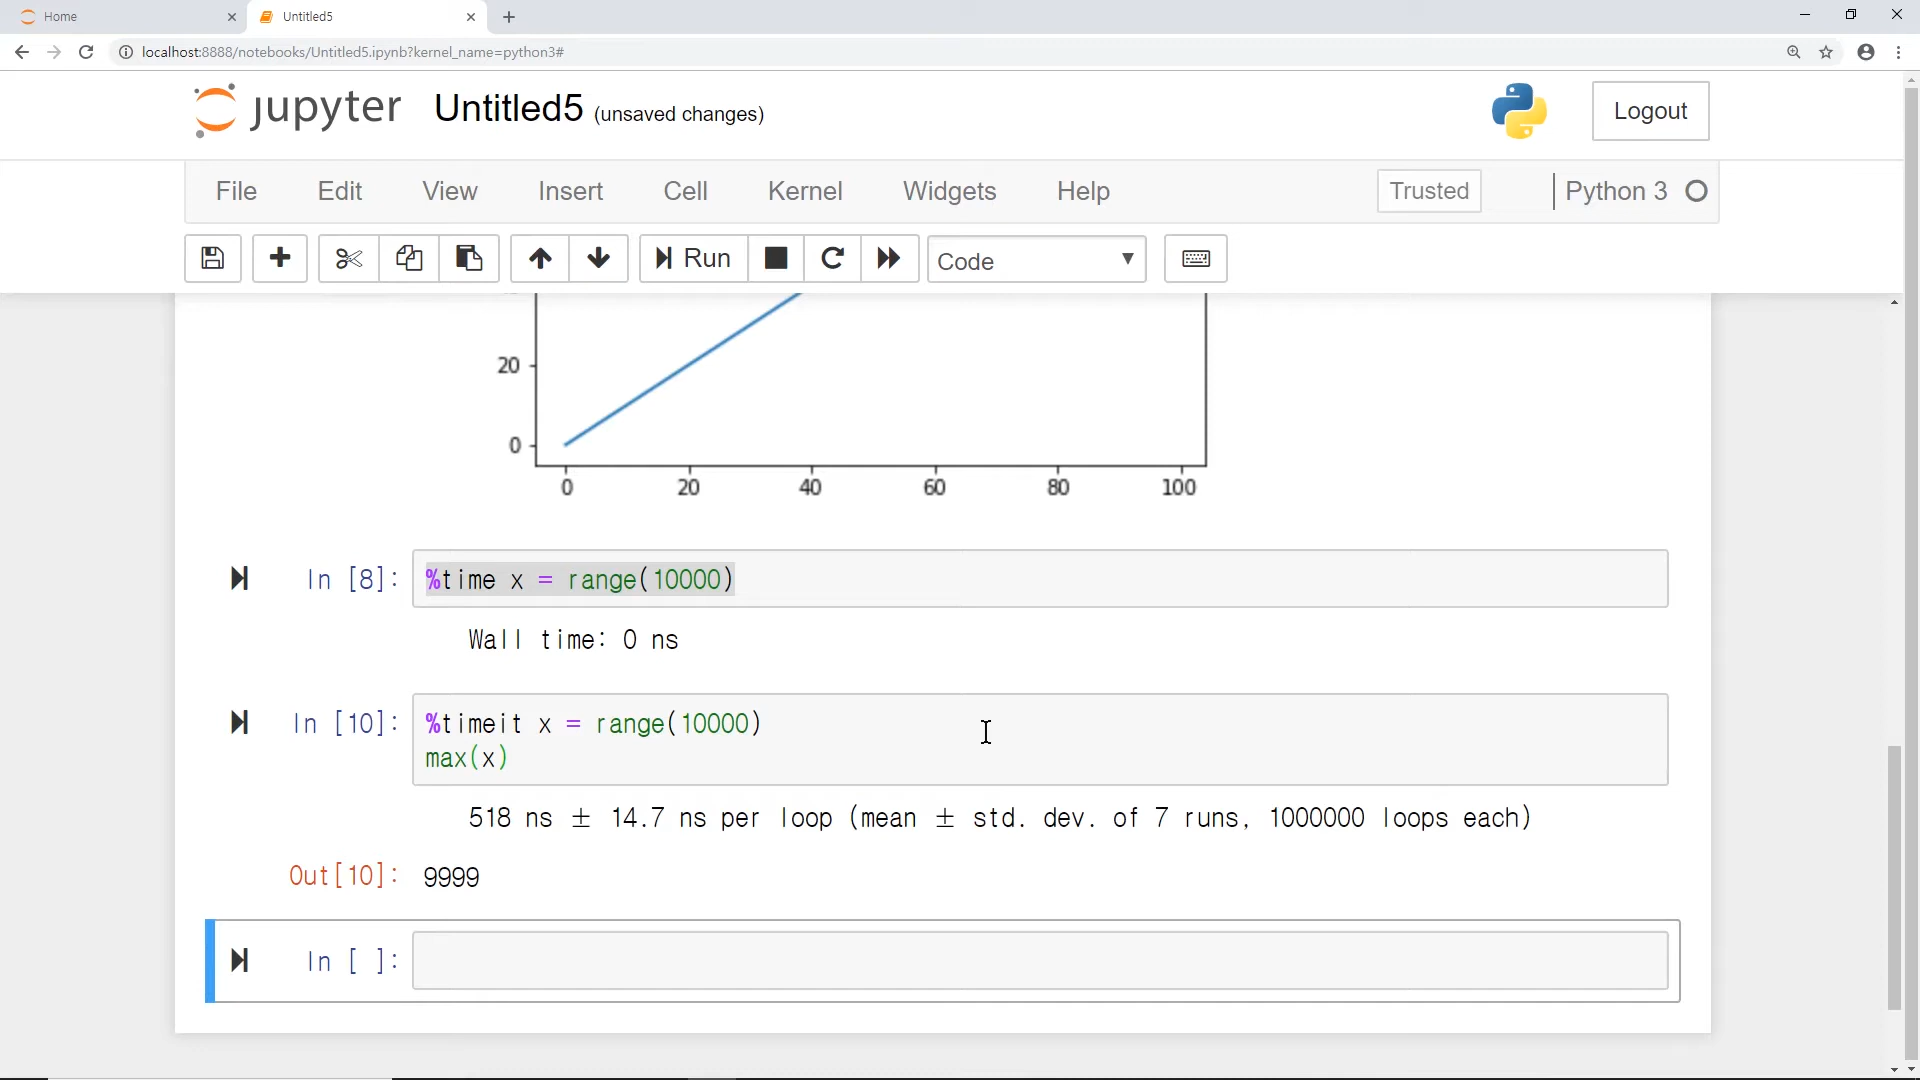 Home
Untitled5
localhost:8888/notebooks/Untitled5.ipynb?kernel_name=python3#
jupyter Untitled5 (unsaved changes)
Logout
File Edit View Insert Cell Kernel Widgets Help Trusted Python 3
Run Code
20
0
0 20 40 60 80 100
In [8]: %time x = range(10000)
Wall time: 0 ns
In [10]: %timeit x = range(10000)
max(x)
518 ns ± 14.7 ns per loop (mean ± std. dev. of 7 runs, 1000000 loops each)
Out[10]: 9999
In [ ]: